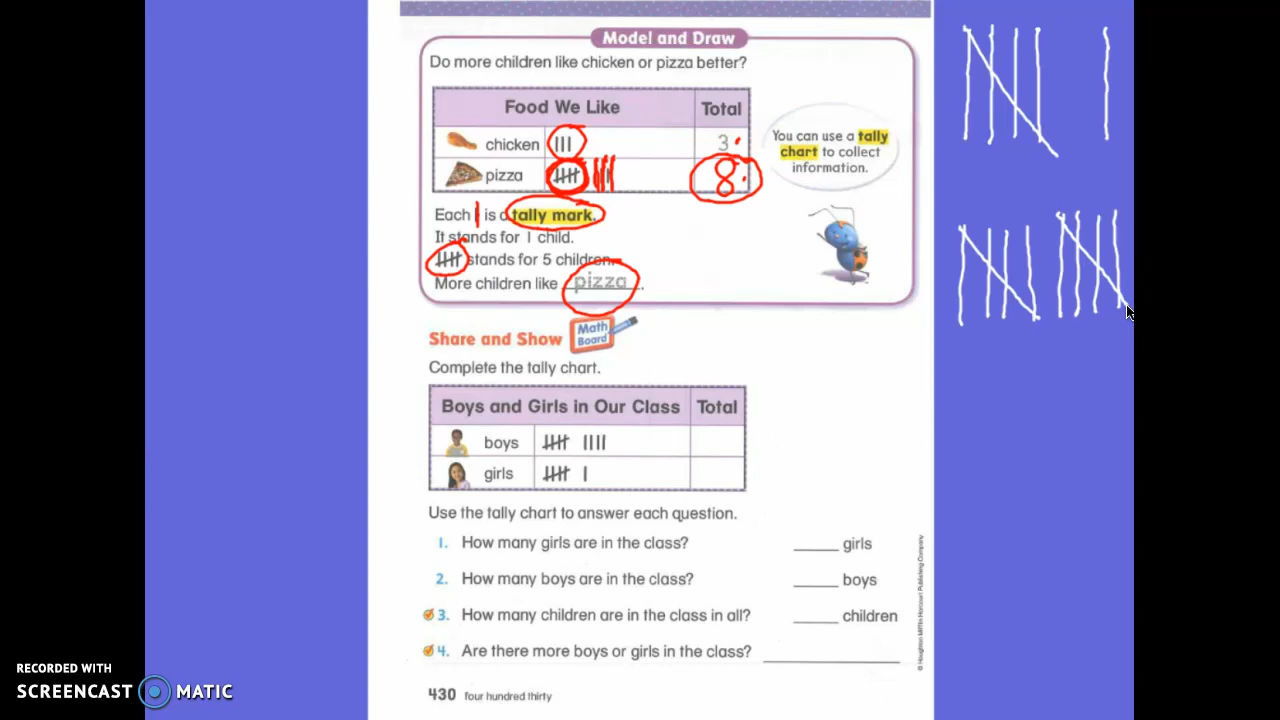 Model and Draw
Do more children like chicken or pizza better?
Food We Like Total
chicken 3
pizza 8
You can use a tally
chart to collect
information.
Each | is a tally mark.
It stands for 1 child.
stands for 5 children.
More children like pizza.
Share and Show Math
Board
Complete the tally chart.
Boys and Girls in Our Class Total
boys
girls
Use the tally chart to answer each question.
1. How many girls are in the class? _____ girls
2. How many boys are in the class? _____ boys
3. How many children are in the class in all? _____ children
4. Are there more boys or girls in the class? _____
© Houghton Mifflin Harcourt Publishing Company
430 four hundred thirty
RECORDED WITH
SCREENCAST MATIC